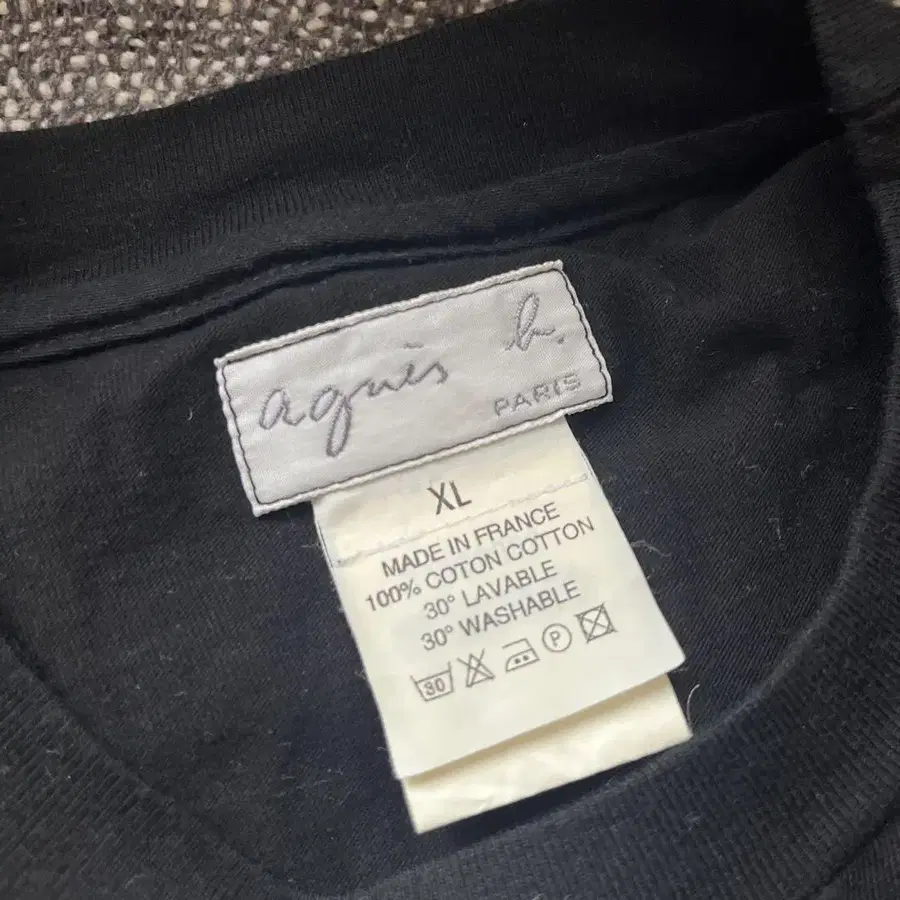 agnès b.
PARIS
XL
MADE IN FRANCE
100% COTON COTTON
30° LAVABLE
30° WASHABLE
30 P